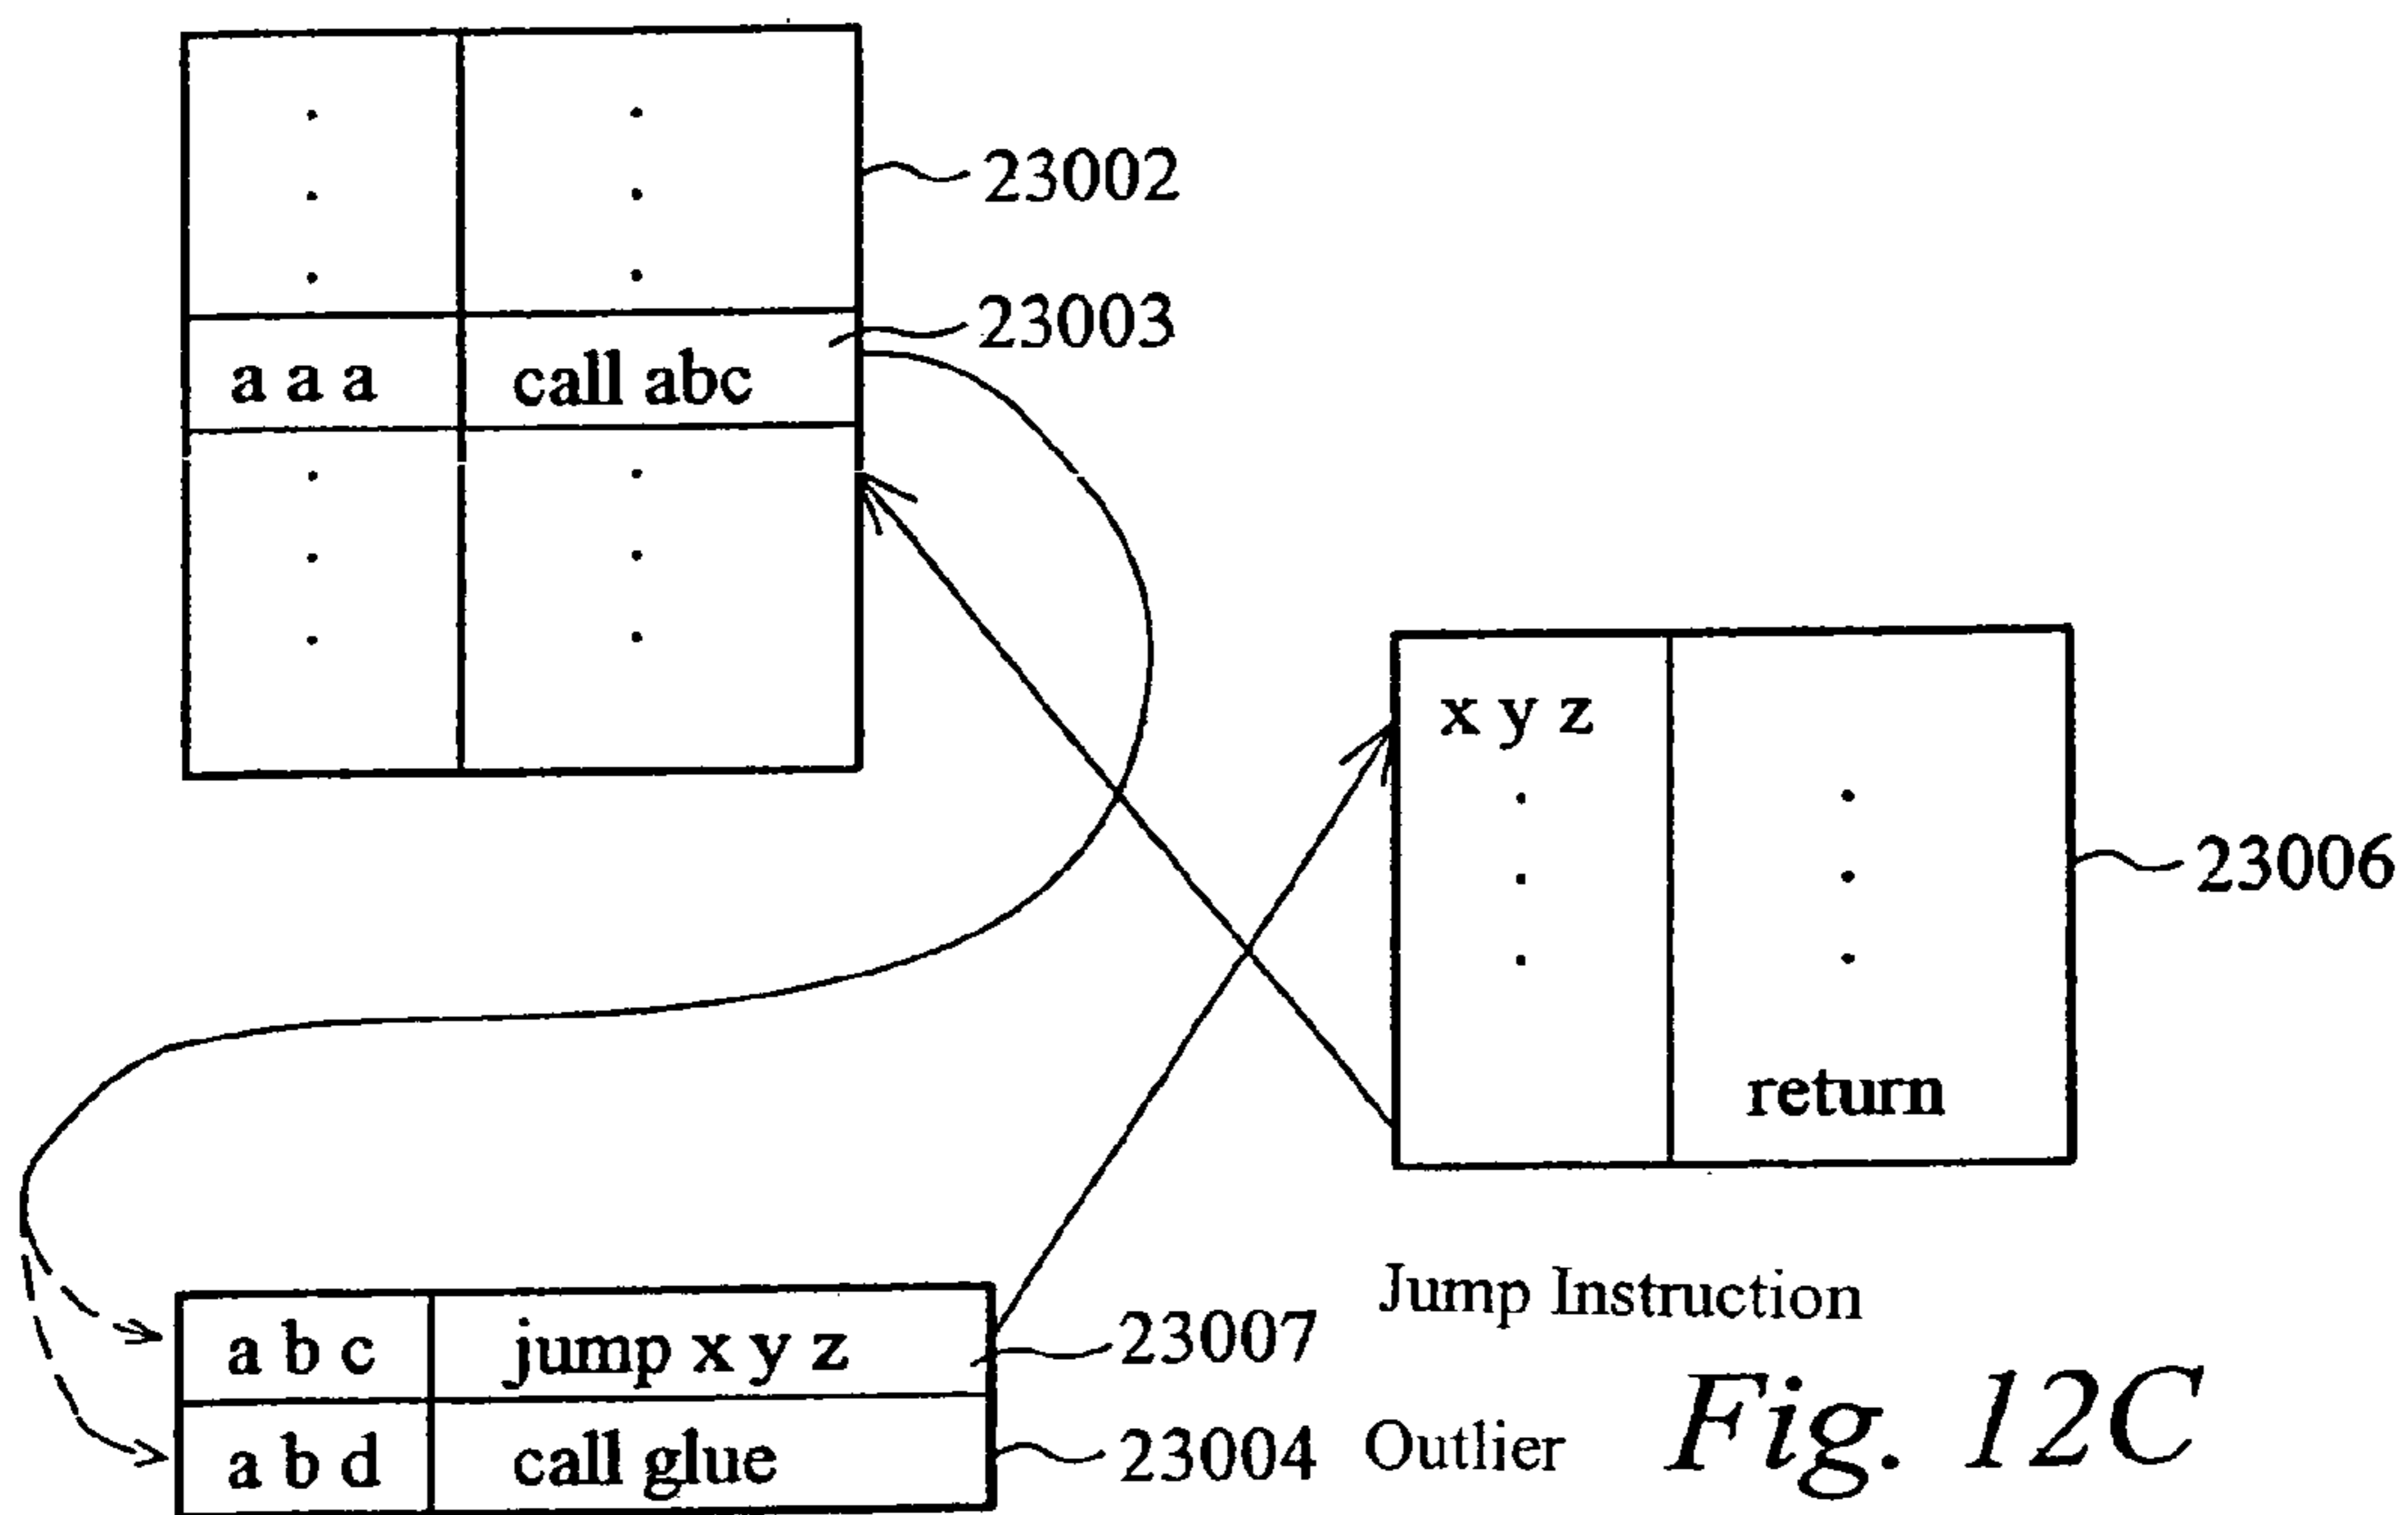 23002
23003
a a a call abc
x y z
23006
return
Jump Instruction
a b c jump x y z 23007
a b d call glue 23004 Outlier
Fig. 12C